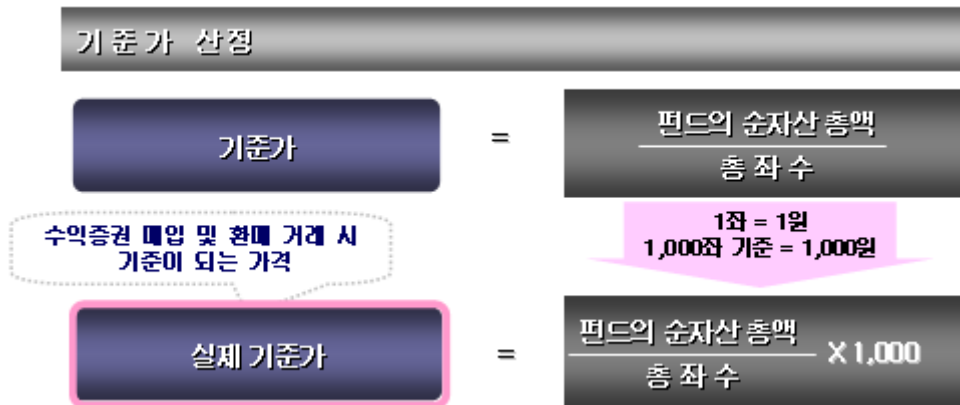 기준가 산정
기준가
=
펀드의 순자산 총액
총 좌 수
수익증권 매입 및 환매 거래 시
기준이 되는 가격
1좌 = 1원
1,000좌 기준 = 1,000원
실제 기준가
=
펀드의 순자산 총액
총 좌 수
X 1,000